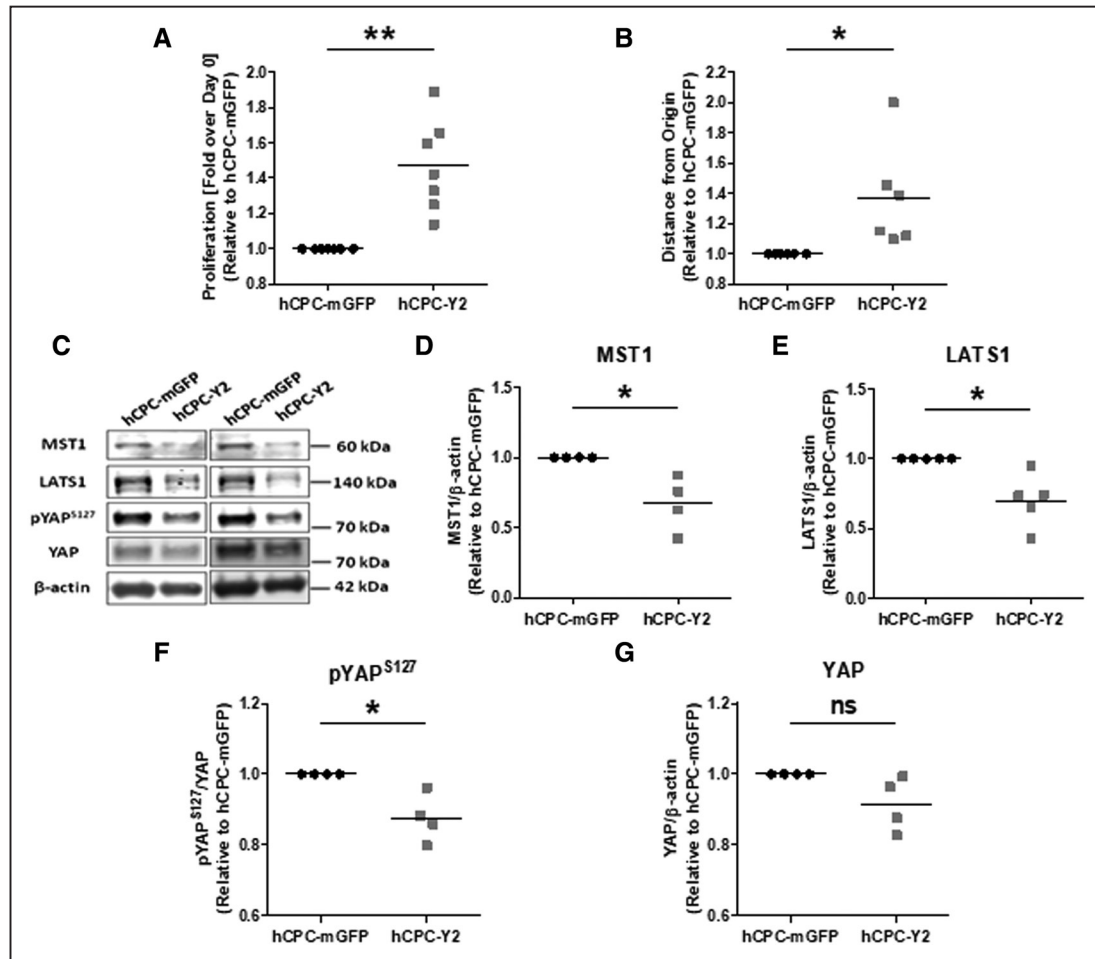 A
**
Proliferation [Fold over Day 0]
(Relative to hCPC-mGFP)
2.0
1.8
1.6
1.4
1.2
1.0
0.8
hCPC-mGFP hCPC-Y2
B
*
Distance from Origin
(Relative to hCPC-mGFP)
2.2
2.0
1.8
1.6
1.4
1.2
1.0
0.8
hCPC-mGFP hCPC-Y2
C
hCPC-mGFP hCPC-Y2 hCPC-mGFP hCPC-Y2
MST1 60 kDa
LATS1 140 kDa
pYAP^S127 70 kDa
YAP 70 kDa
β-actin 42 kDa
D
MST1
*
MST1/β-actin
(Relative to hCPC-mGFP)
1.5
1.0
0.5
0.0
hCPC-mGFP hCPC-Y2
E
LATS1
*
LATS1/β-actin
(Relative to hCPC-mGFP)
1.5
1.0
0.5
0.0
hCPC-mGFP hCPC-Y2
F
pYAP^S127
*
pYAP^S127/YAP
(Relative to hCPC-mGFP)
1.2
1.0
0.8
0.6
hCPC-mGFP hCPC-Y2
G
YAP
ns
YAP/β-actin
(Relative to hCPC-mGFP)
1.2
1.0
0.8
0.6
hCPC-mGFP hCPC-Y2